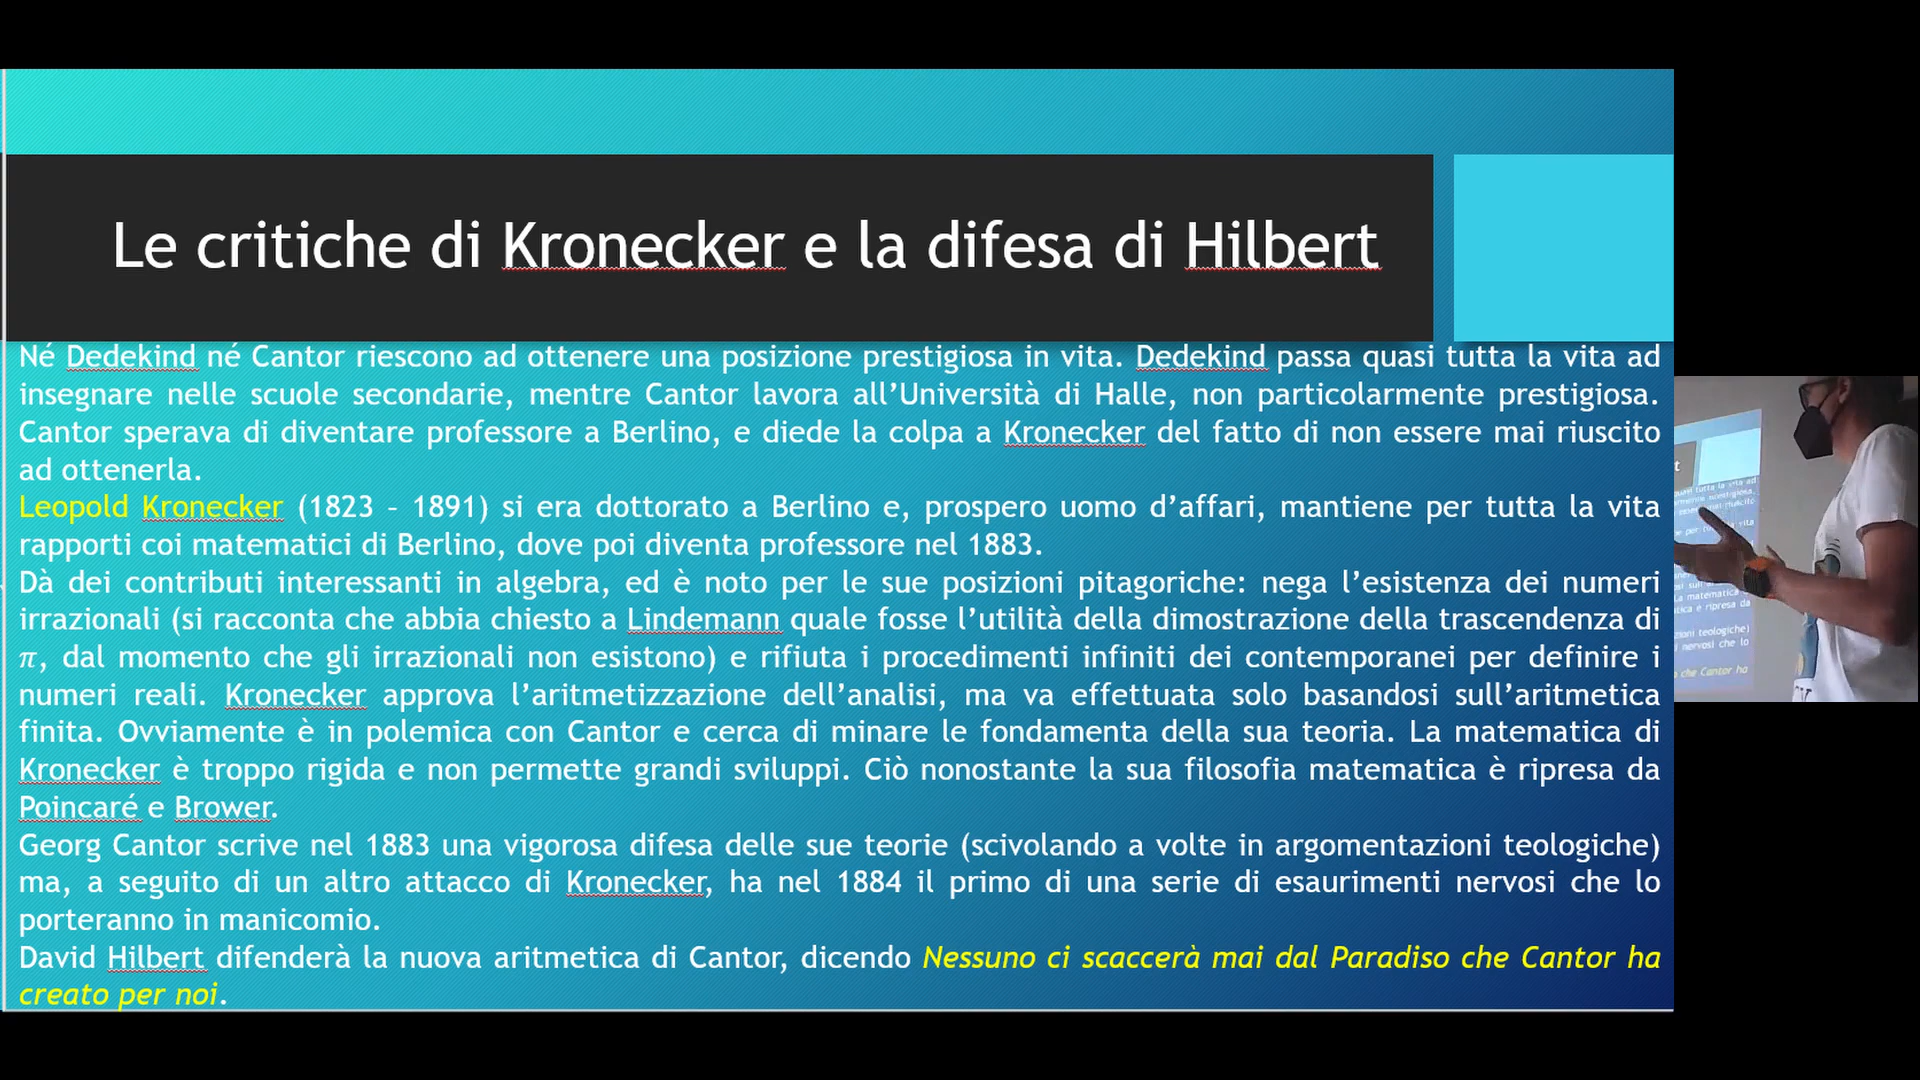 Le critiche di Kronecker e la difesa di Hilbert
Né Dedekind né Cantor riescono ad ottenere una posizione prestigiosa in vita. Dedekind passa quasi tutta la vita ad
insegnare nelle scuole secondarie, mentre Cantor lavora all’Università di Halle, non particolarmente prestigiosa.
Cantor sperava di diventare professore a Berlino, e diede la colpa a Kronecker del fatto di non essere mai riuscito
ad ottenerla.
Leopold Kronecker (1823 – 1891) si era dottorato a Berlino e, prospero uomo d’affari, mantiene per tutta la vita
rapporti coi matematici di Berlino, dove poi diventa professore nel 1883.
Dà dei contributi interessanti in algebra, ed è noto per le sue posizioni pitagoriche: nega l’esistenza dei numeri
irrazionali (si racconta che abbia chiesto a Lindemann quale fosse l’utilità della dimostrazione della trascendenza di
π, dal momento che gli irrazionali non esistono) e rifiuta i procedimenti infiniti dei contemporanei per definire i
numeri reali. Kronecker approva l’aritmetizzazione dell’analisi, ma va effettuata solo basandosi sull’aritmetica
finita. Ovviamente è in polemica con Cantor e cerca di minare le fondamenta della sua teoria. La matematica di
Kronecker è troppo rigida e non permette grandi sviluppi. Ciò nonostante la sua filosofia matematica è ripresa da
Poincaré e Brower.
Georg Cantor scrive nel 1883 una vigorosa difesa delle sue teorie (scivolando a volte in argomentazioni teologiche)
ma, a seguito di un altro attacco di Kronecker, ha nel 1884 il primo di una serie di esaurimenti nervosi che lo
porteranno in manicomio.
David Hilbert difenderà la nuova aritmetica di Cantor, dicendo Nessuno ci scaccerà mai dal Paradiso che Cantor ha
creato per noi.